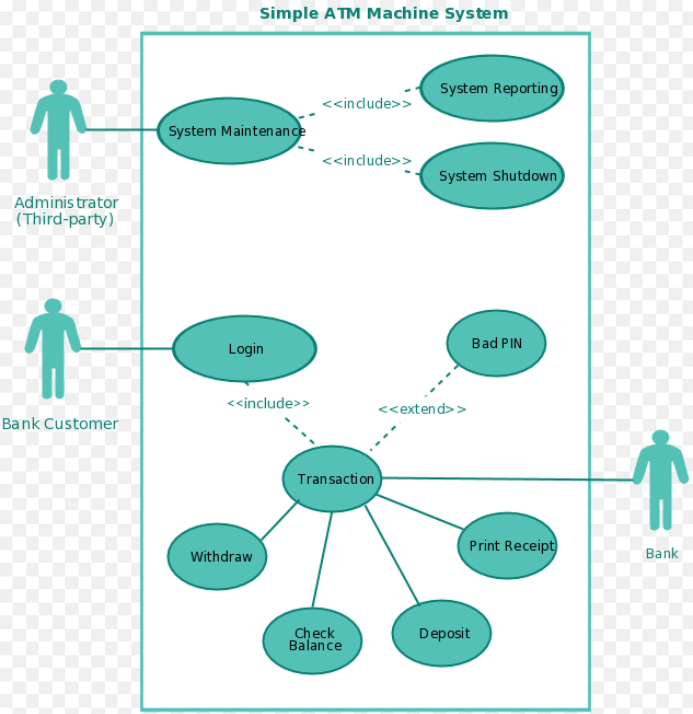 Simple ATM Machine System
System Reporting
<<include>>
System Maintenance
<<include>>
System Shutdown
Administrator
(Third-party)
Login
Bad PIN
<<include>>
<<extend>>
Bank Customer
Transaction
Withdraw
Print Receipt
Bank
Check
Balance
Deposit